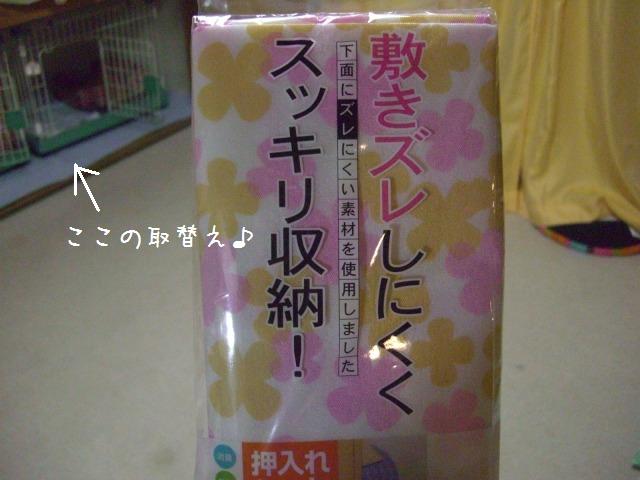 敷きズレしにくく
下面にズレにくい素材を使用しました
スッキリ収納！
ここの取替え♪
押入れ